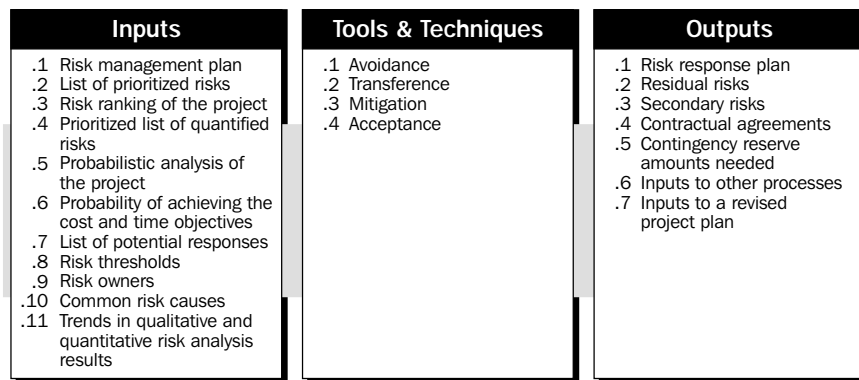 Inputs
.1 Risk management plan
.2 List of prioritized risks
.3 Risk ranking of the project
.4 Prioritized list of quantified
risks
.5 Probabilistic analysis of
the project
.6 Probability of achieving the
cost and time objectives
.7 List of potential responses
.8 Risk thresholds
.9 Risk owners
.10 Common risk causes
.11 Trends in qualitative and
quantitative risk analysis
results
Tools & Techniques
.1 Avoidance
.2 Transference
.3 Mitigation
.4 Acceptance
Outputs
.1 Risk response plan
.2 Residual risks
.3 Secondary risks
.4 Contractual agreements
.5 Contingency reserve
amounts needed
.6 Inputs to other processes
.7 Inputs to a revised
project plan